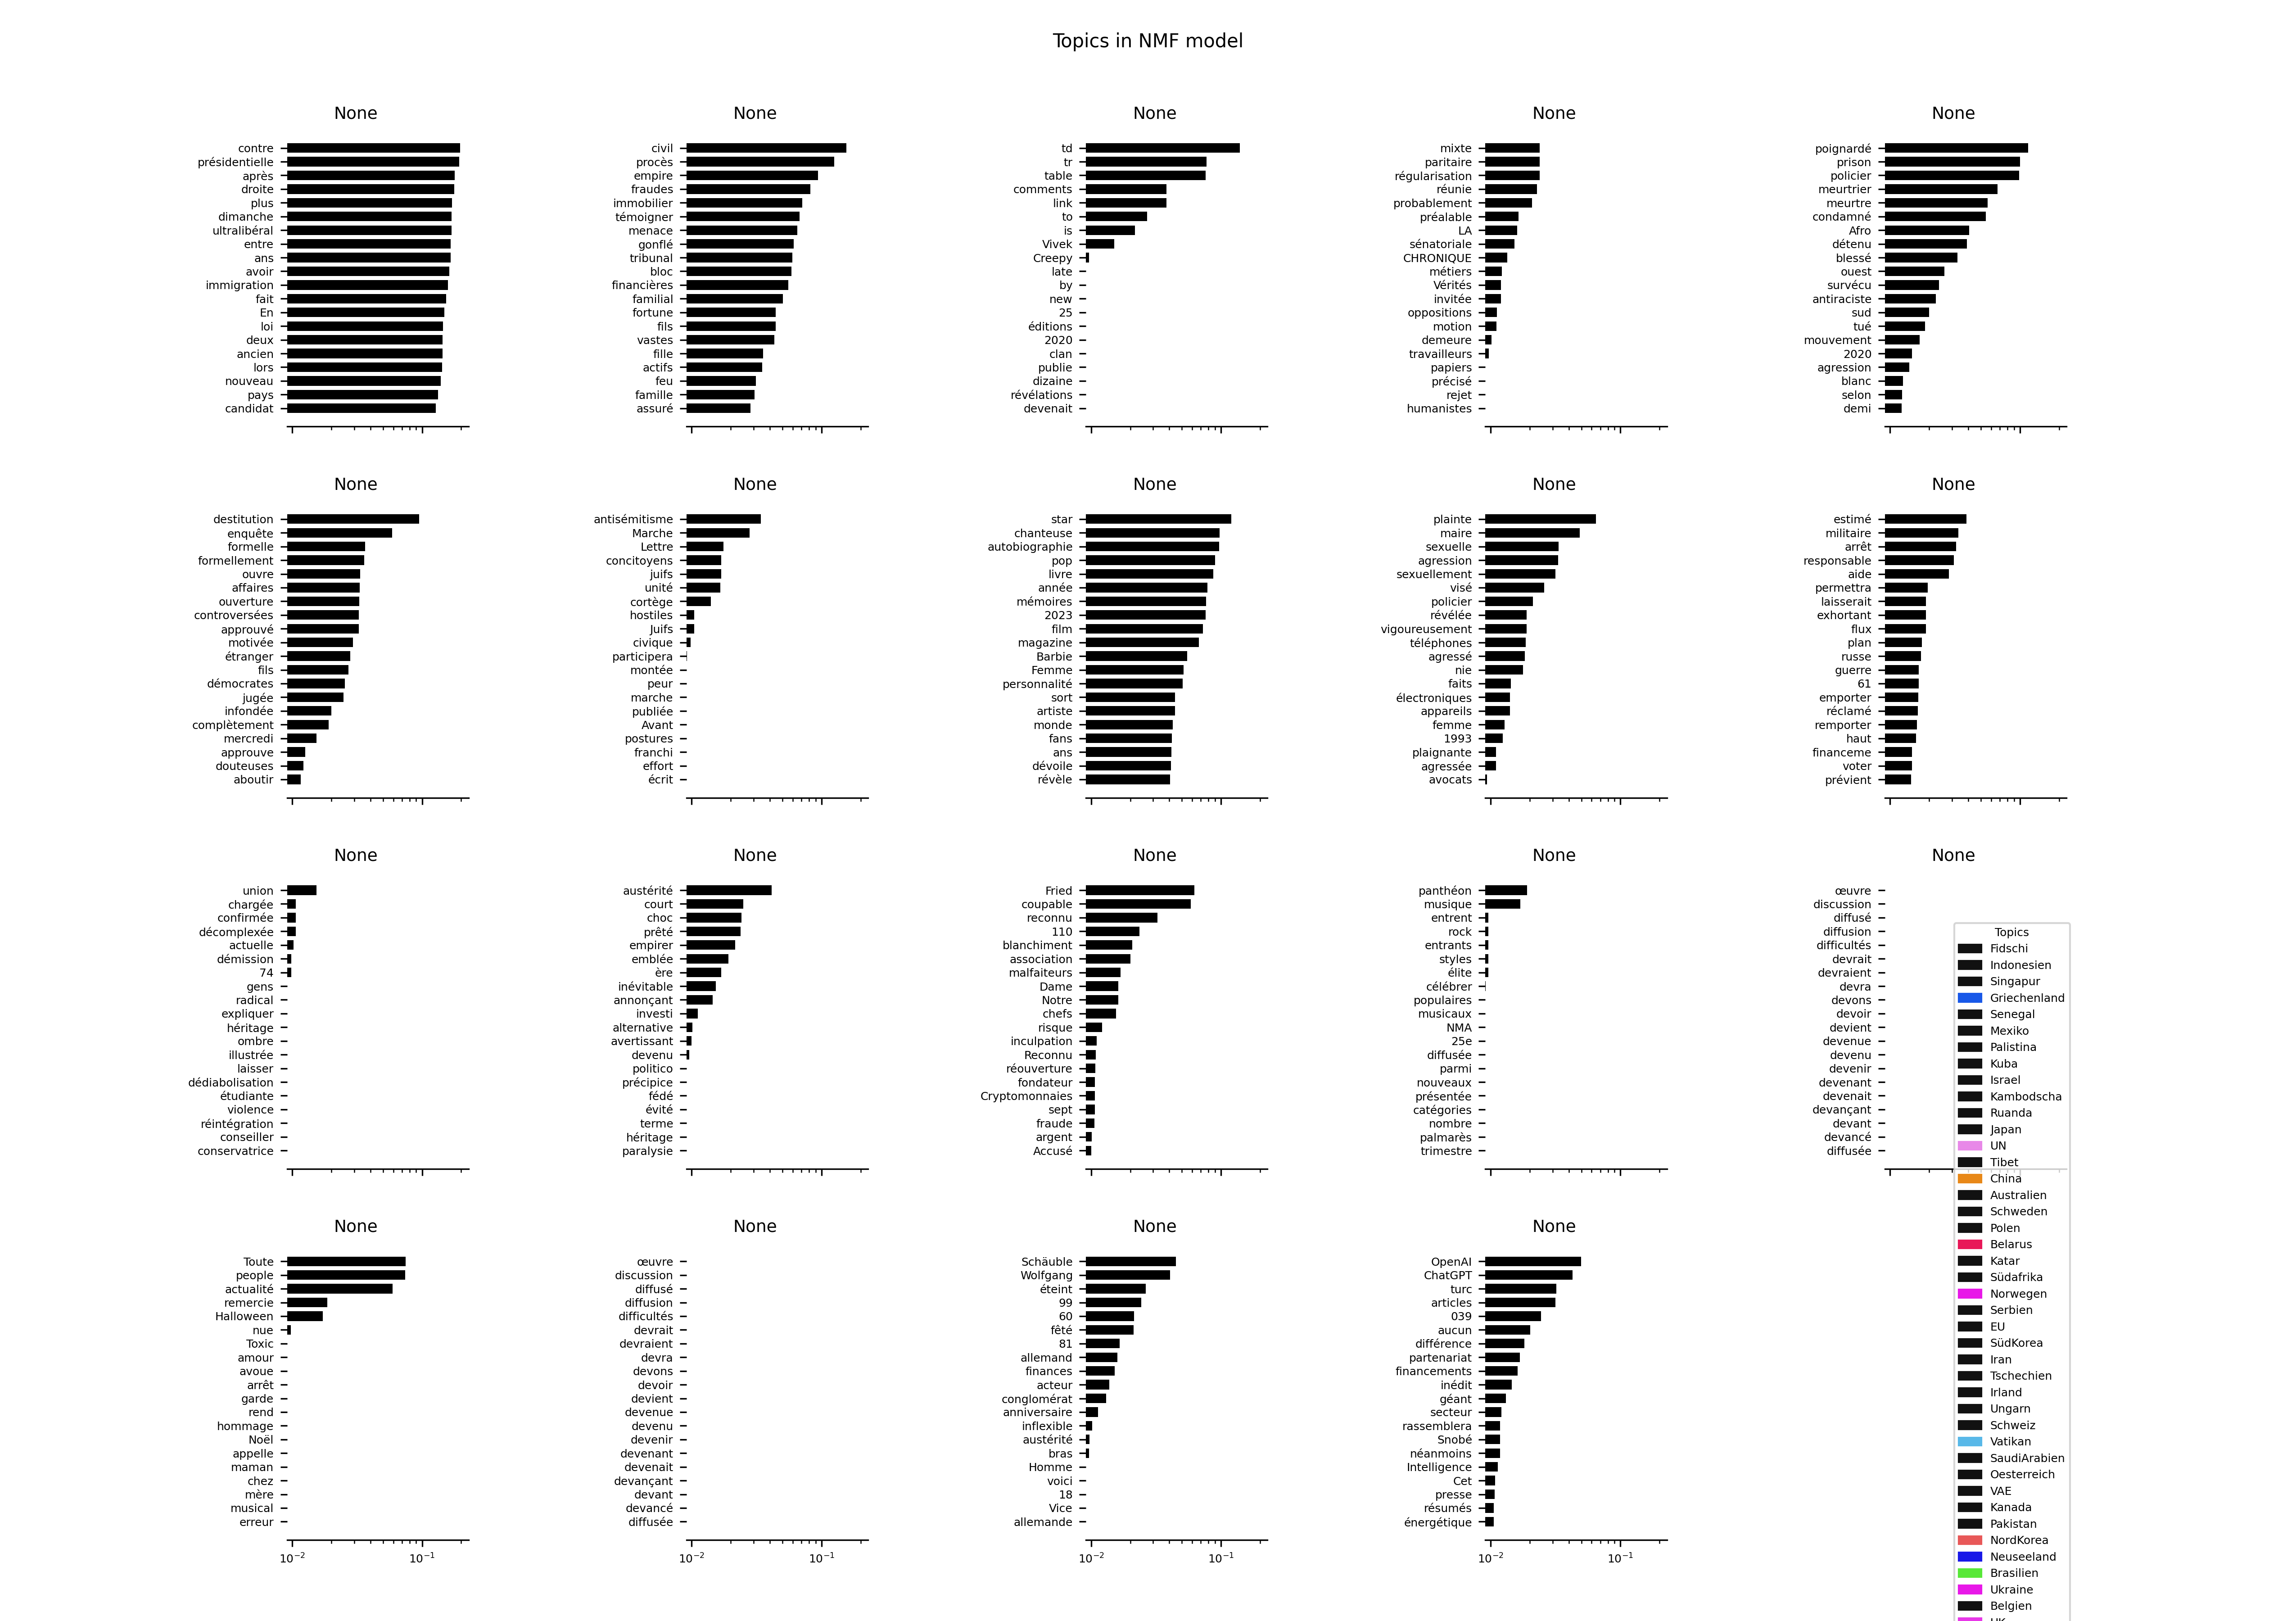 Topics in NMF model
None
contre
présidentielle
après
droite
plus
dimanche
ultralibéral
entre
ans
avoir
immigration
fait
En
loi
deux
ancien
lors
nouveau
pays
candidat
None
civil
procès
empire
fraudes
immobilier
témoigner
menace
gonflé
tribunal
bloc
financières
familial
fortune
fils
vastes
fille
actifs
feu
famille
assuré
None
td
tr
table
comments
link
to
is
Vivek
Creepy
late
by
new
25
éditions
2020
clan
publie
dizaine
révélations
devenait
None
mixte
paritaire
régularisation
réunie
probablement
préalable
LA
sénatoriale
CHRONIQUE
métiers
Vérités
invitée
oppositions
motion
demeure
travailleurs
papiers
précisé
rejet
humanistes
None
poignardé
prison
policier
meurtrier
meurtre
condamné
Afro
détenu
blessé
ouest
survécu
antiraciste
sud
tué
mouvement
2020
agression
blanc
selon
demi
None
destitution
enquête
formelle
formellement
ouvre
affaires
ouverture
controversées
approuvé
motivée
étranger
fils
démocrates
jugée
infondée
complètement
mercredi
approuve
douteuses
aboutir
None
antisémitisme
Marche
Lettre
concitoyens
juifs
unité
cortège
hostiles
Juifs
civique
participera
montée
peur
marche
publiée
Avant
postures
franchi
effort
écrit
None
star
chanteuse
autobiographie
pop
livre
année
mémoires
2023
film
magazine
Barbie
Femme
personnalité
sort
artiste
monde
fans
ans
dévoile
révèle
None
plainte
maire
sexuelle
agression
sexuellement
visé
policier
révélée
vigoureusement
téléphones
agressé
nie
faits
électroniques
appareils
femme
1993
plaignante
agressée
avocats
None
estimé
militaire
arrêt
responsable
aide
permettra
laisserait
exhortant
flux
plan
russe
guerre
61
emporter
réclamé
remporter
haut
financeme
voter
prévient
None
union
chargée
confirmée
décomplexée
actuelle
démission
74
gens
radical
expliquer
héritage
ombre
illustrée
laisser
dédiabolisation
étudiante
violence
réintégration
conseiller
conservatrice
None
austérité
court
choc
prêté
empirer
emblée
ère
inévitable
annonçant
investi
alternative
avertissant
devenu
politico
précipice
fédé
évité
terme
héritage
paralysie
None
Fried
coupable
reconnu
110
blanchiment
association
malfaiteurs
Dame
Notre
chefs
risque
inculpation
Reconnu
réouverture
fondateur
Cryptomonnaies
sept
fraude
argent
Accusé
None
panthéon
musique
entrent
rock
entrants
styles
élite
célébrer
populaires
musicaux
NMA
25e
diffusée
parmi
nouveaux
présentée
catégories
nombre
palmarès
trimestre
None
œuvre
discussion
diffusé
diffusion
difficultés
devrait
devraient
devra
devons
devoir
devient
devenue
devenu
devenir
devenant
devenait
devançant
devant
devancé
diffusée
None
Toute
people
actualité
remercie
Halloween
nue
Toxic
amour
avoue
arrêt
garde
rend
hommage
Noël
appelle
maman
chez
mère
musical
erreur
10⁻² 10⁻¹
None
œuvre
discussion
diffusé
diffusion
difficultés
devrait
devraient
devra
devons
devoir
devient
devenue
devenu
devenir
devenant
devenait
devançant
devant
devancé
diffusée
10⁻² 10⁻¹
None
Schäuble
Wolfgang
éteint
99
60
fêté
81
allemand
finances
acteur
conglomérat
anniversaire
inflexible
austérité
bras
Homme
voici
18
Vice
allemande
10⁻² 10⁻¹
None
OpenAI
ChatGPT
turc
articles
039
aucun
différence
partenariat
financements
inédit
géant
secteur
rassemblera
Snobé
néanmoins
Intelligence
Cet
presse
résumés
énergétique
10⁻² 10⁻¹
Topics
Fidschi
Indonesien
Singapur
Griechenland
Senegal
Mexiko
Palistina
Kuba
Israel
Kambodscha
Ruanda
Japan
UN
Tibet
China
Australien
Schweden
Polen
Belarus
Katar
Südafrika
Norwegen
Serbien
EU
SüdKorea
Iran
Tschechien
Irland
Ungarn
Schweiz
Vatikan
SaudiArabien
Oesterreich
VAE
Kanada
Pakistan
NordKorea
Neuseeland
Brasilien
Ukraine
Belgien